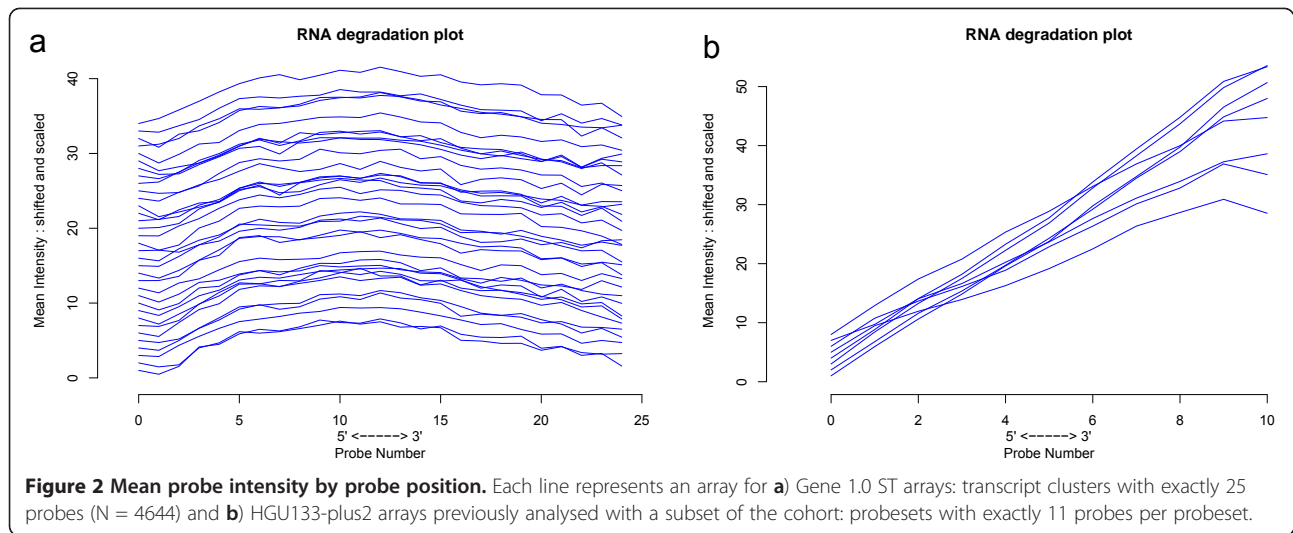 a
RNA degradation plot
Mean Intensity : shifted and scaled
40
30
20
10
0
0 5 10 15 20 25
5' <-----> 3'
Probe Number
b
RNA degradation plot
Mean Intensity : shifted and scaled
50
40
30
20
10
0
0 2 4 6 8 10
5' <-----> 3'
Probe Number
Figure 2 Mean probe intensity by probe position. Each line represents an array for a) Gene 1.0 ST arrays: transcript clusters with exactly 25
probes (N = 4644) and b) HGU133-plus2 arrays previously analysed with a subset of the cohort: probesets with exactly 11 probes per probeset.